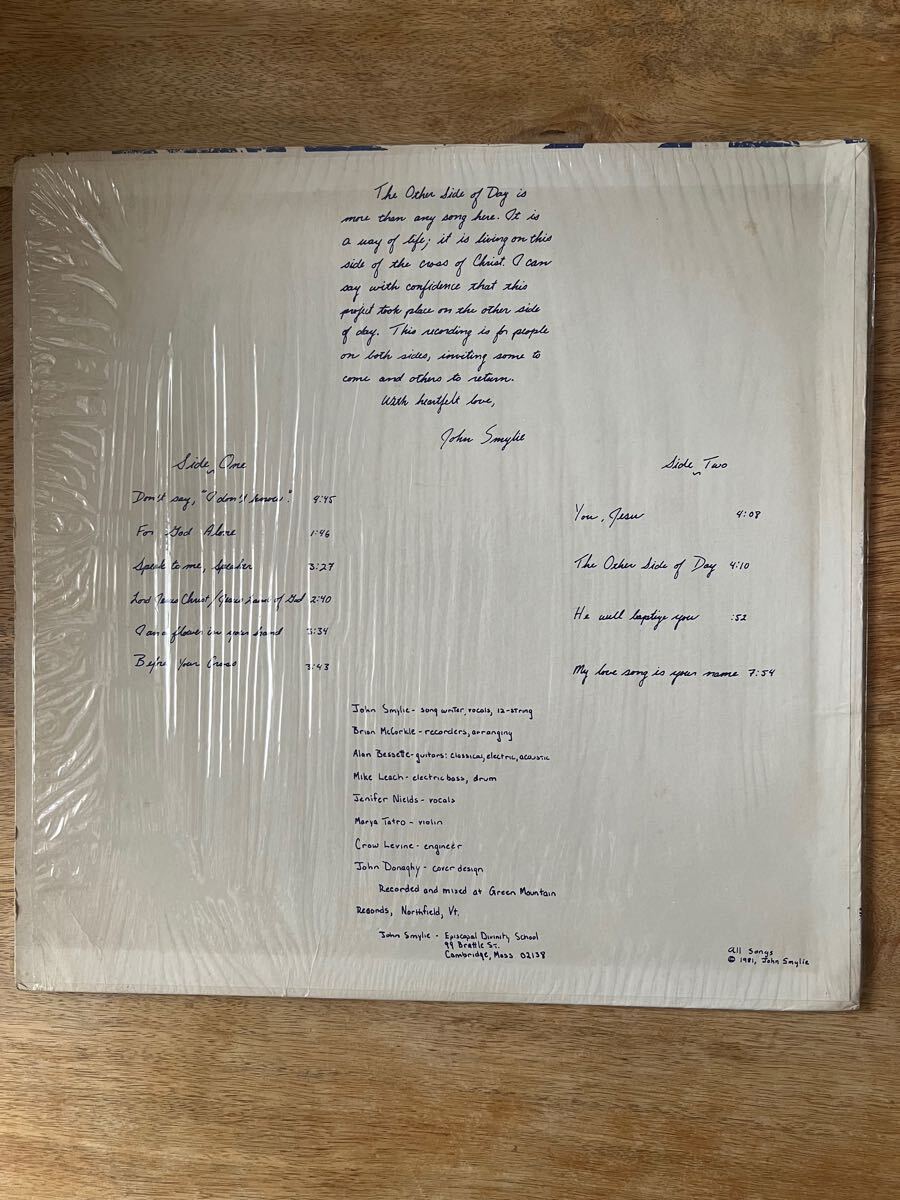 The Other Side of Day is
more than any song here. It is
a way of life; it is living on this
side of the cross of Christ. I can
say with confidence that this
project took place on the other side
of day. This recording is for people
on both sides, inviting some to
come and others to return.
With heartfelt love,
John Smylie
Side One
Don't say, "I don't know". 4:45
For God Alone 1:46
Speak to me, Speaker 3:27
Lord Jesus Christ/Jesus Lamb of God 2:40
I am a flower in your hand 3:34
Before Your Cross 3:43
Side Two
You, Jesu 4:08
The Other Side of Day 4:10
He will baptize you :52
My love song is your name 7:54
John Smylie - song writer, vocals, 12-string
Brian McCorkle - recorders, arranging
Alan Bessette - guitars: classical, electric, acoustic
Mike Leach - electric bass, drum
Jenifer Nields - vocals
Marya Tatro - violin
Crow Levine - engineer
John Donaghy - cover design
Recorded and mixed at Green Mountain
Records, Northfield, Vt.
John Smylie - Episcopal Divinity School
99 Brattle St.
Cambridge, Mass 02138
All Songs
© 1981, John Smylie